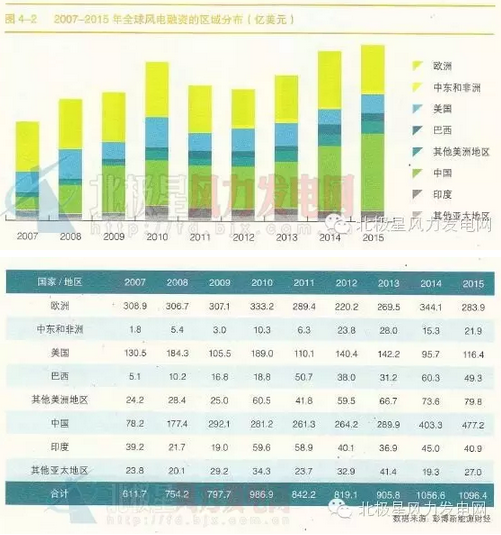 图 4-2 2007-2015 年全球风电融资的区域分布(亿美元)
欧洲
中东和非洲
美国
巴西
其他美洲地区
中国
印度
其他亚太地区
2007 2008 2009 2010 2011 2012 2013 2014 2015
北极星风力发电网
http://fd.bjx.com.cn
北极星风力发电网
国家/地区 2007 2008 2009 2010 2011 2012 2013 2014 2015
欧洲 308.9 306.7 307.1 333.2 289.4 220.2 269.5 344.1 283.9
中东和非洲 1.8 5.4 3.0 10.3 6.3 23.8 28.0 15.3 21.9
美国 130.5 184.3 105.5 189.0 110.1 140.4 142.2 95.7 116.4
巴西 5.1 10.2 16.8 18.8 50.7 38.0 31.2 60.3 49.3
其他美洲地区 24.2 28.4 25.0 60.5 41.8 59.5 66.7 73.6 79.8
中国 78.2 177.4 292.1 281.2 261.3 264.2 289.9 403.3 477.2
印度 39.2 21.7 19.0 59.6 58.9 40.1 36.9 45.0 40.9
其他亚太地区 23.8 20.1 29.2 34.3 23.7 32.9 41.4 19.3 27.0
合计 611.7 754.2 797.7 986.9 842.2 819.1 905.8 1056.6 1096.4
北极星风力发电网
数据来源: 彭博新能源财经